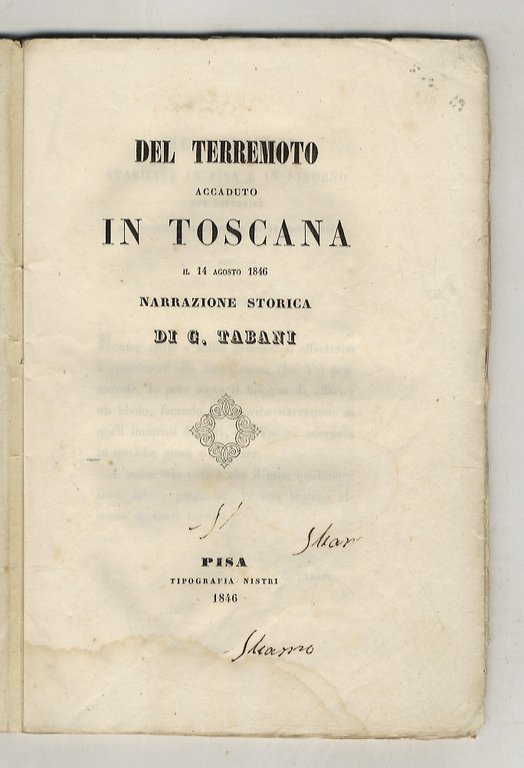 DEL TERREMOTO
ACCADUTO
IN TOSCANA
IL 14 AGOSTO 1846
NARRAZIONE STORICA
DI G. TABANI
PISA
TIPOGRAFIA NISTRI
1846